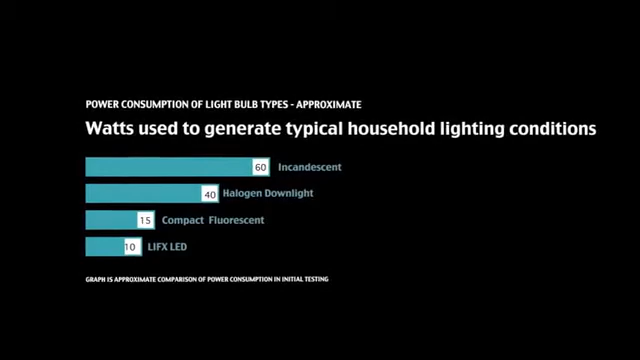 POWER CONSUMPTION OF LIGHT BULB TYPES - APPROXIMATE
Watts used to generate typical household lighting conditions
60 Incandescent
40 Halogen Downlight
15 Compact Fluorescent
10 LIFX LED
GRAPH IS APPROXIMATE COMPARISON OF POWER CONSUMPTION IN INITIAL TESTING